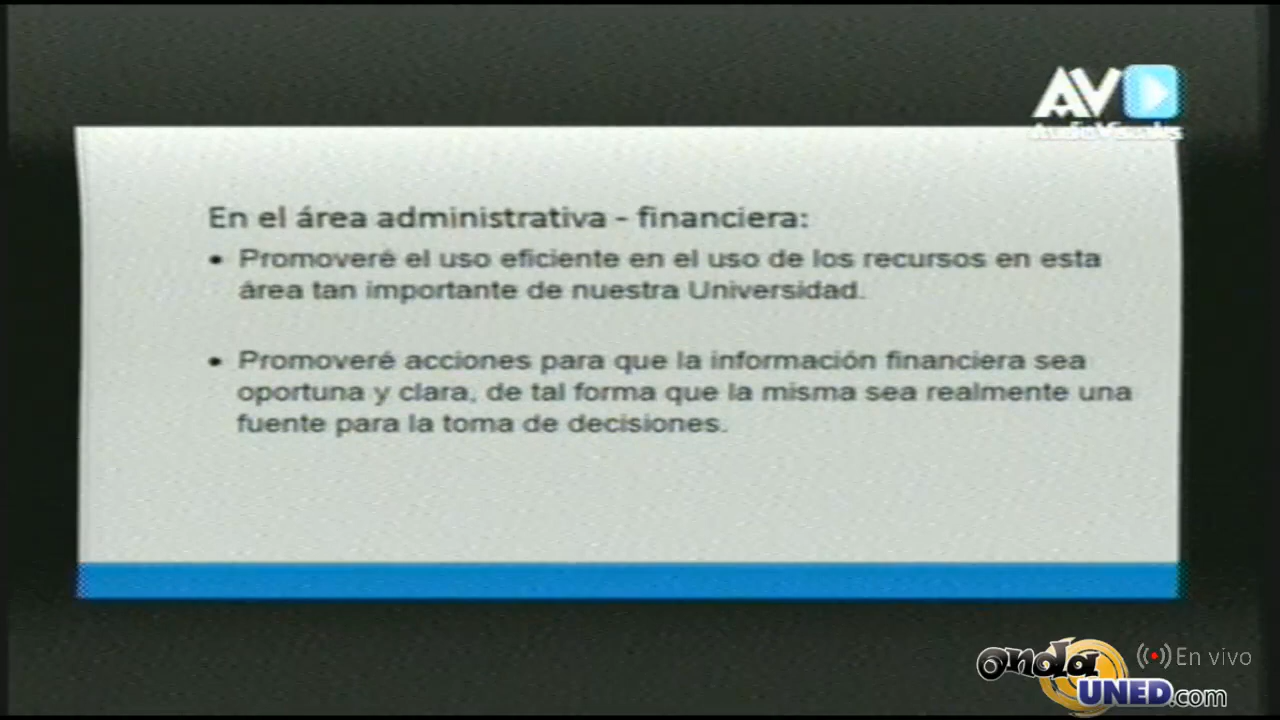 AV
AudioVisuales
En el área administrativa - financiera:
• Promoveré el uso eficiente en el uso de los recursos en esta
área tan importante de nuestra Universidad.
• Promoveré acciones para que la información financiera sea
oportuna y clara, de tal forma que la misma sea realmente una
fuente para la toma de decisiones.
onda
UNED.com
En vivo